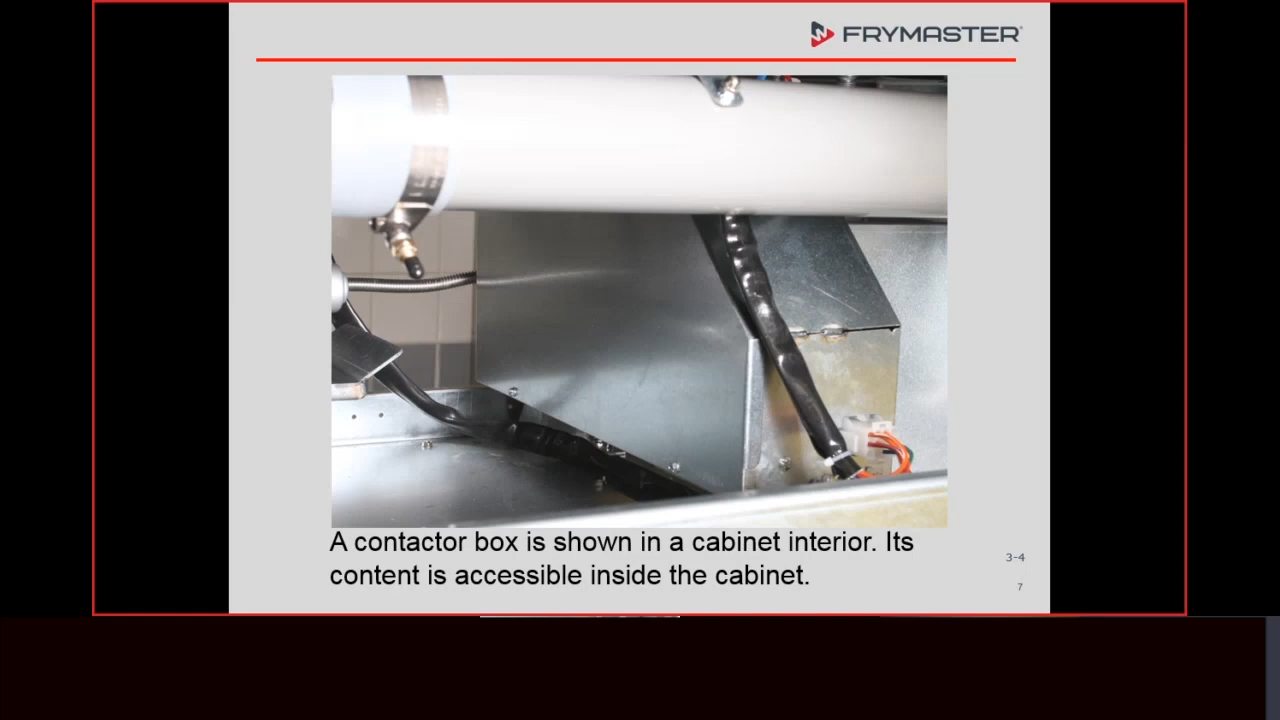 FRYMASTER
A contactor box is shown in a cabinet interior. Its
content is accessible inside the cabinet.
3-4
7